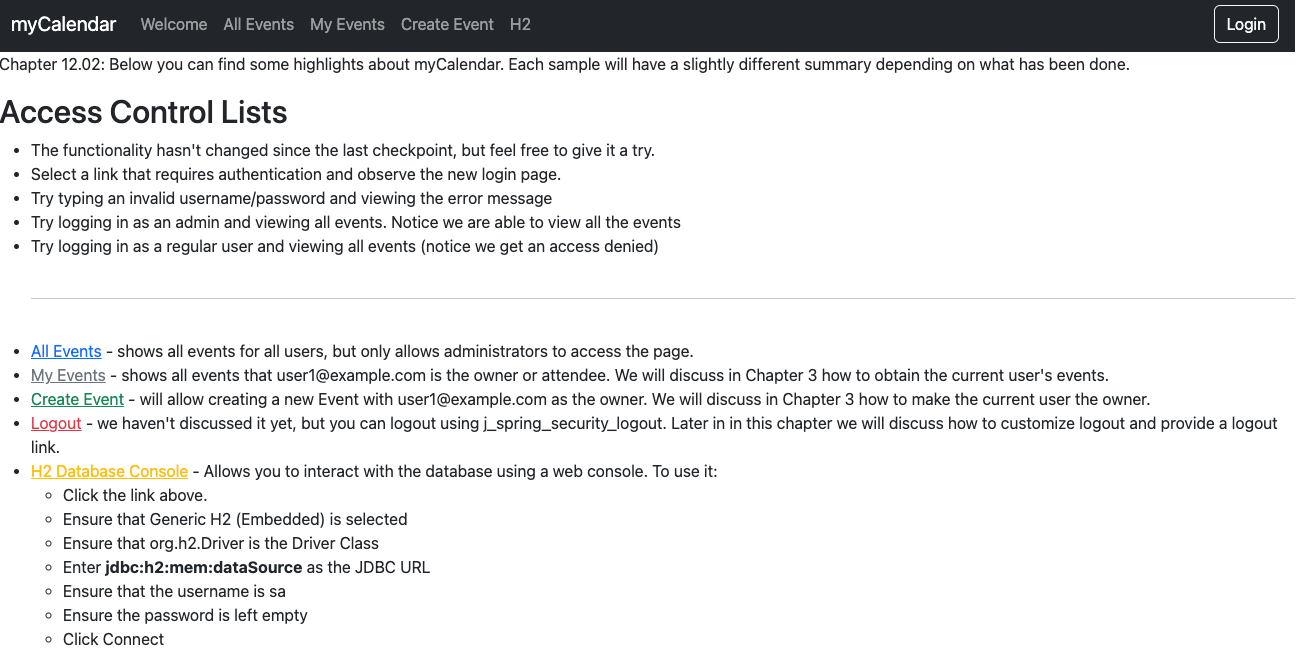 myCalendar Welcome All Events My Events Create Event H2 Login
Chapter 12.02: Below you can find some highlights about myCalendar. Each sample will have a slightly different summary depending on what has been done.
Access Control Lists
• The functionality hasn't changed since the last checkpoint, but feel free to give it a try.
• Select a link that requires authentication and observe the new login page.
• Try typing an invalid username/password and viewing the error message
• Try logging in as an admin and viewing all events. Notice we are able to view all the events
• Try logging in as a regular user and viewing all events (notice we get an access denied)
• All Events - shows all events for all users, but only allows administrators to access the page.
• My Events - shows all events that user1@example.com is the owner or attendee. We will discuss in Chapter 3 how to obtain the current user's events.
• Create Event - will allow creating a new Event with user1@example.com as the owner. We will discuss in Chapter 3 how to make the current user the owner.
• Logout - we haven't discussed it yet, but you can logout using j_spring_security_logout. Later in in this chapter we will discuss how to customize logout and provide a logout
link.
• H2 Database Console - Allows you to interact with the database using a web console. To use it:
◦ Click the link above.
◦ Ensure that Generic H2 (Embedded) is selected
◦ Ensure that org.h2.Driver is the Driver Class
◦ Enter jdbc:h2:mem:dataSource as the JDBC URL
◦ Ensure that the username is sa
◦ Ensure the password is left empty
◦ Click Connect